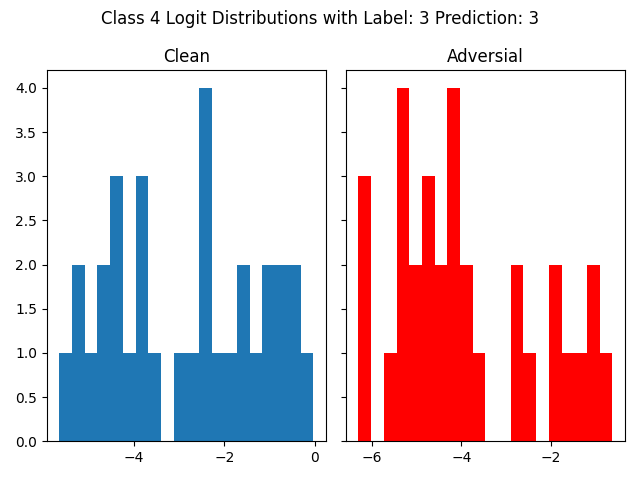 Class 4 Logit Distributions with Label: 3 Prediction: 3
Clean
Adversial
4.0
3.5
3.0
2.5
2.0
1.5
1.0
0.5
0.0
−4 −2 0
−6 −4 −2